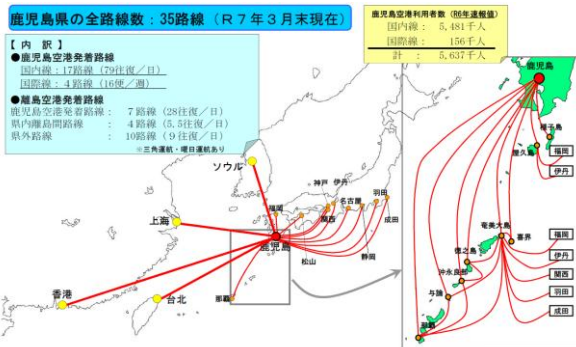 鹿児島県の全路線数：35路線（R７年３月末現在）
鹿児島空港利用者数（R6年速報値）
国内線： 5,481千人
国際線： 156千人
計 ： 5,637千人
【 内 訳 】
●鹿児島空港発着路線
国内線：17路線（79往復／日）
国際線：４路線（16便／週）
●離島空港発着路線
鹿児島空港発着路線 ： ７路線（28往復／日）
県内離島間路線 ： ４路線（5.5往復／日）
県外路線 ： 10路線（９往復／日）
※三角運航・曜日運航あり
ソウル
上海
香港
台北
福岡
神戸
伊丹
名古屋
羽田
関西
成田
静岡
松山
鹿児島
那覇
鹿児島
種子島
屋久島
福岡
伊丹
奄美大島
喜界
徳之島
沖永良部
与論
那覇
福岡
伊丹
関西
羽田
成田